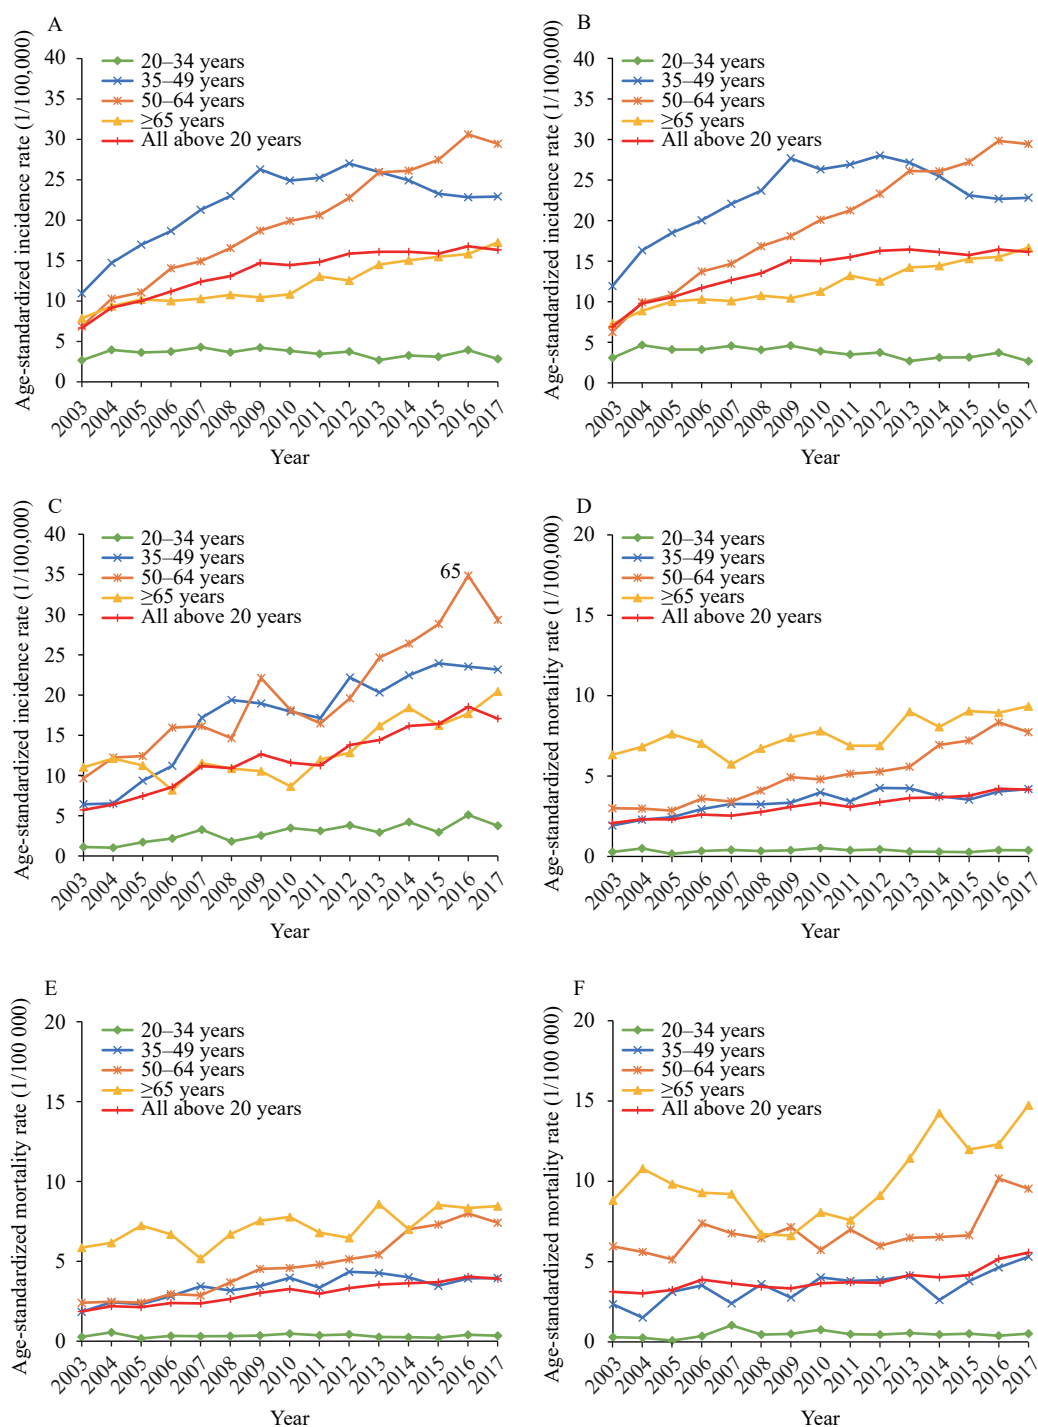 A
Age-standardized incidence rate (1/100,000)
40
35
30
25
20
15
10
5
0
20–34 years
35–49 years
50–64 years
≥65 years
All above 20 years
2003 2004 2005 2006 2007 2008 2009 2010 2011 2012 2013 2014 2015 2016 2017
Year
B
Age-standardized incidence rate (1/100,000)
40
35
30
25
20
15
10
5
0
20–34 years
35–49 years
50–64 years
≥65 years
All above 20 years
2003 2004 2005 2006 2007 2008 2009 2010 2011 2012 2013 2014 2015 2016 2017
Year
C
Age-standardized incidence rate (1/100,000)
40
35
30
25
20
15
10
5
0
20–34 years
35–49 years
50–64 years
≥65 years
All above 20 years
65
2003 2004 2005 2006 2007 2008 2009 2010 2011 2012 2013 2014 2015 2016 2017
Year
D
Age-standardized mortality rate (1/100,000)
20
15
10
5
0
20–34 years
35–49 years
50–64 years
≥65 years
All above 20 years
2003 2004 2005 2006 2007 2008 2009 2010 2011 2012 2013 2014 2015 2016 2017
Year
E
Age-standardized mortality rate (1/100 000)
20
15
10
5
0
20–34 years
35–49 years
50–64 years
≥65 years
All above 20 years
2003 2004 2005 2006 2007 2008 2009 2010 2011 2012 2013 2014 2015 2016 2017
Year
F
Age-standardized mortality rate (1/100 000)
20
15
10
5
0
20–34 years
35–49 years
50–64 years
≥65 years
All above 20 years
2003 2004 2005 2006 2007 2008 2009 2010 2011 2012 2013 2014 2015 2016 2017
Year